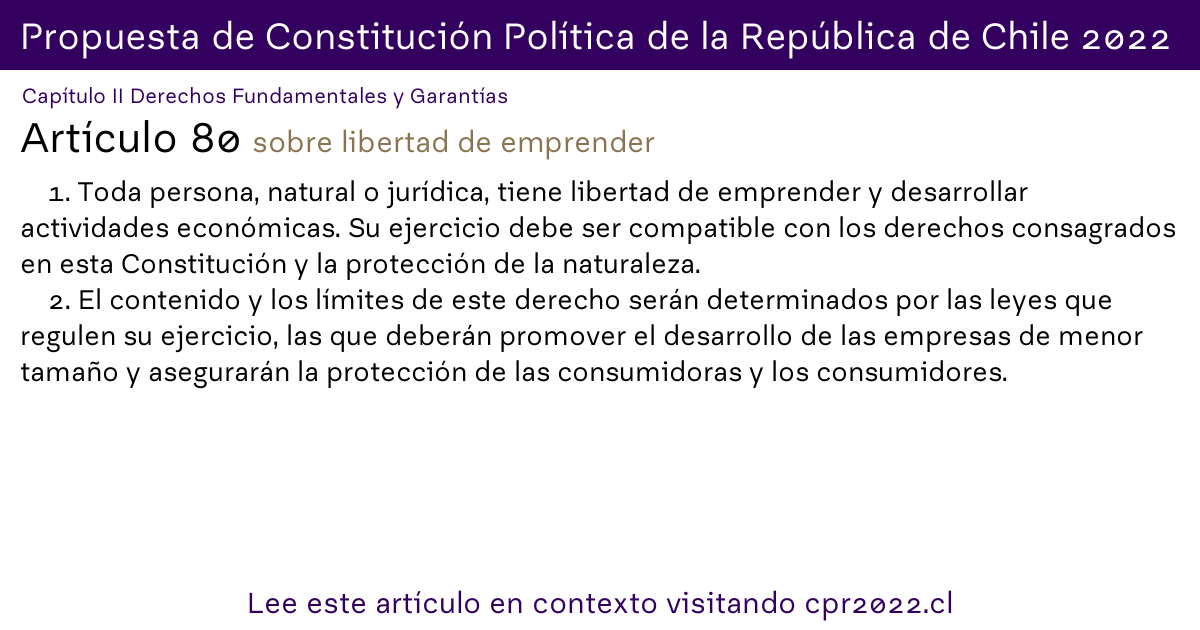 Propuesta de Constitución Política de la República de Chile 2022
Capítulo II Derechos Fundamentales y Garantías
Artículo 80 sobre libertad de emprender
1. Toda persona, natural o jurídica, tiene libertad de emprender y desarrollar
actividades económicas. Su ejercicio debe ser compatible con los derechos consagrados
en esta Constitución y la protección de la naturaleza.
2. El contenido y los límites de este derecho serán determinados por las leyes que
regulen su ejercicio, las que deberán promover el desarrollo de las empresas de menor
tamaño y asegurarán la protección de las consumidoras y los consumidores.
Lee este artículo en contexto visitando cpr2022.cl